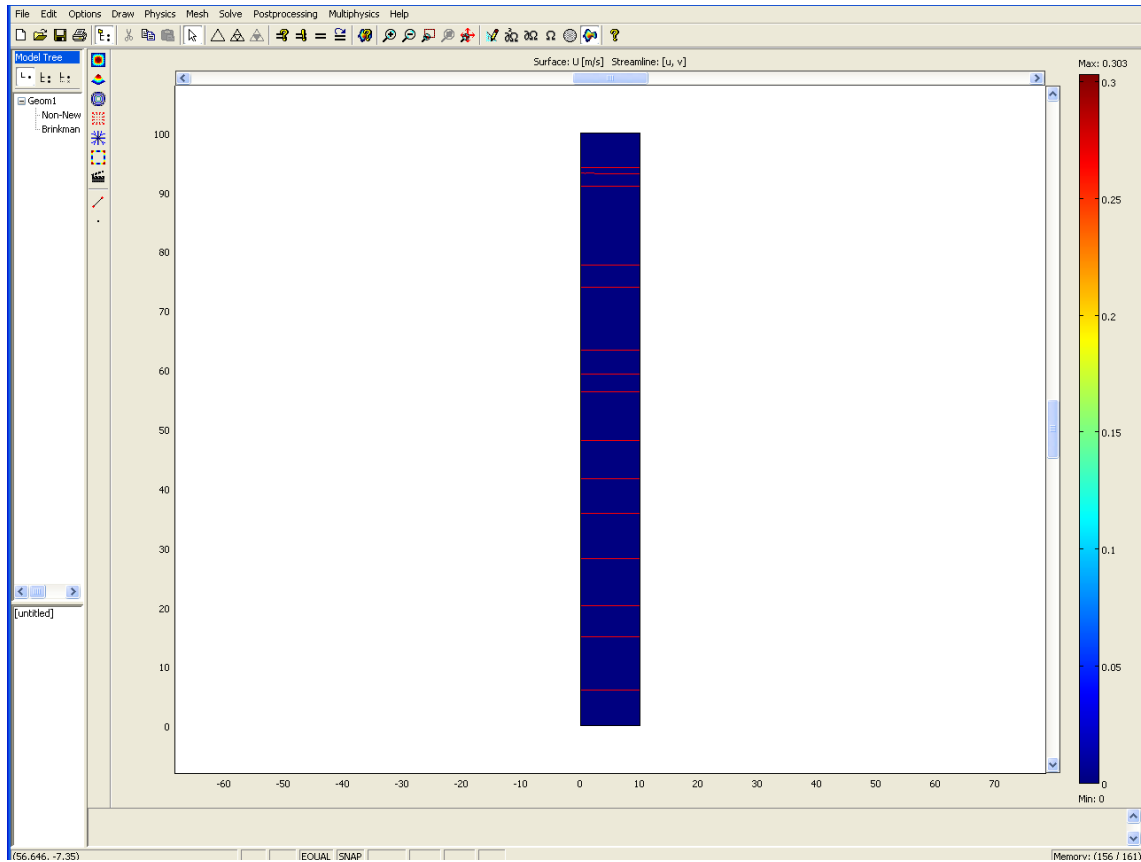 File Edit Options Draw Physics Mesh Solve Postprocessing Multiphysics Help
Model Tree
Geom1
Non-New
Brinkman
[untitled]
Surface: U [m/s] Streamline: [u, v]
100
90
80
70
60
50
40
30
20
10
0
-60 -50 -40 -30 -20 -10 0 10 20 30 40 50 60 70
Max: 0.303
0.3
0.25
0.2
0.15
0.1
0.05
0
Min: 0
(56.646, -7.35) EQUAL SNAP Memory: (156 / 161)